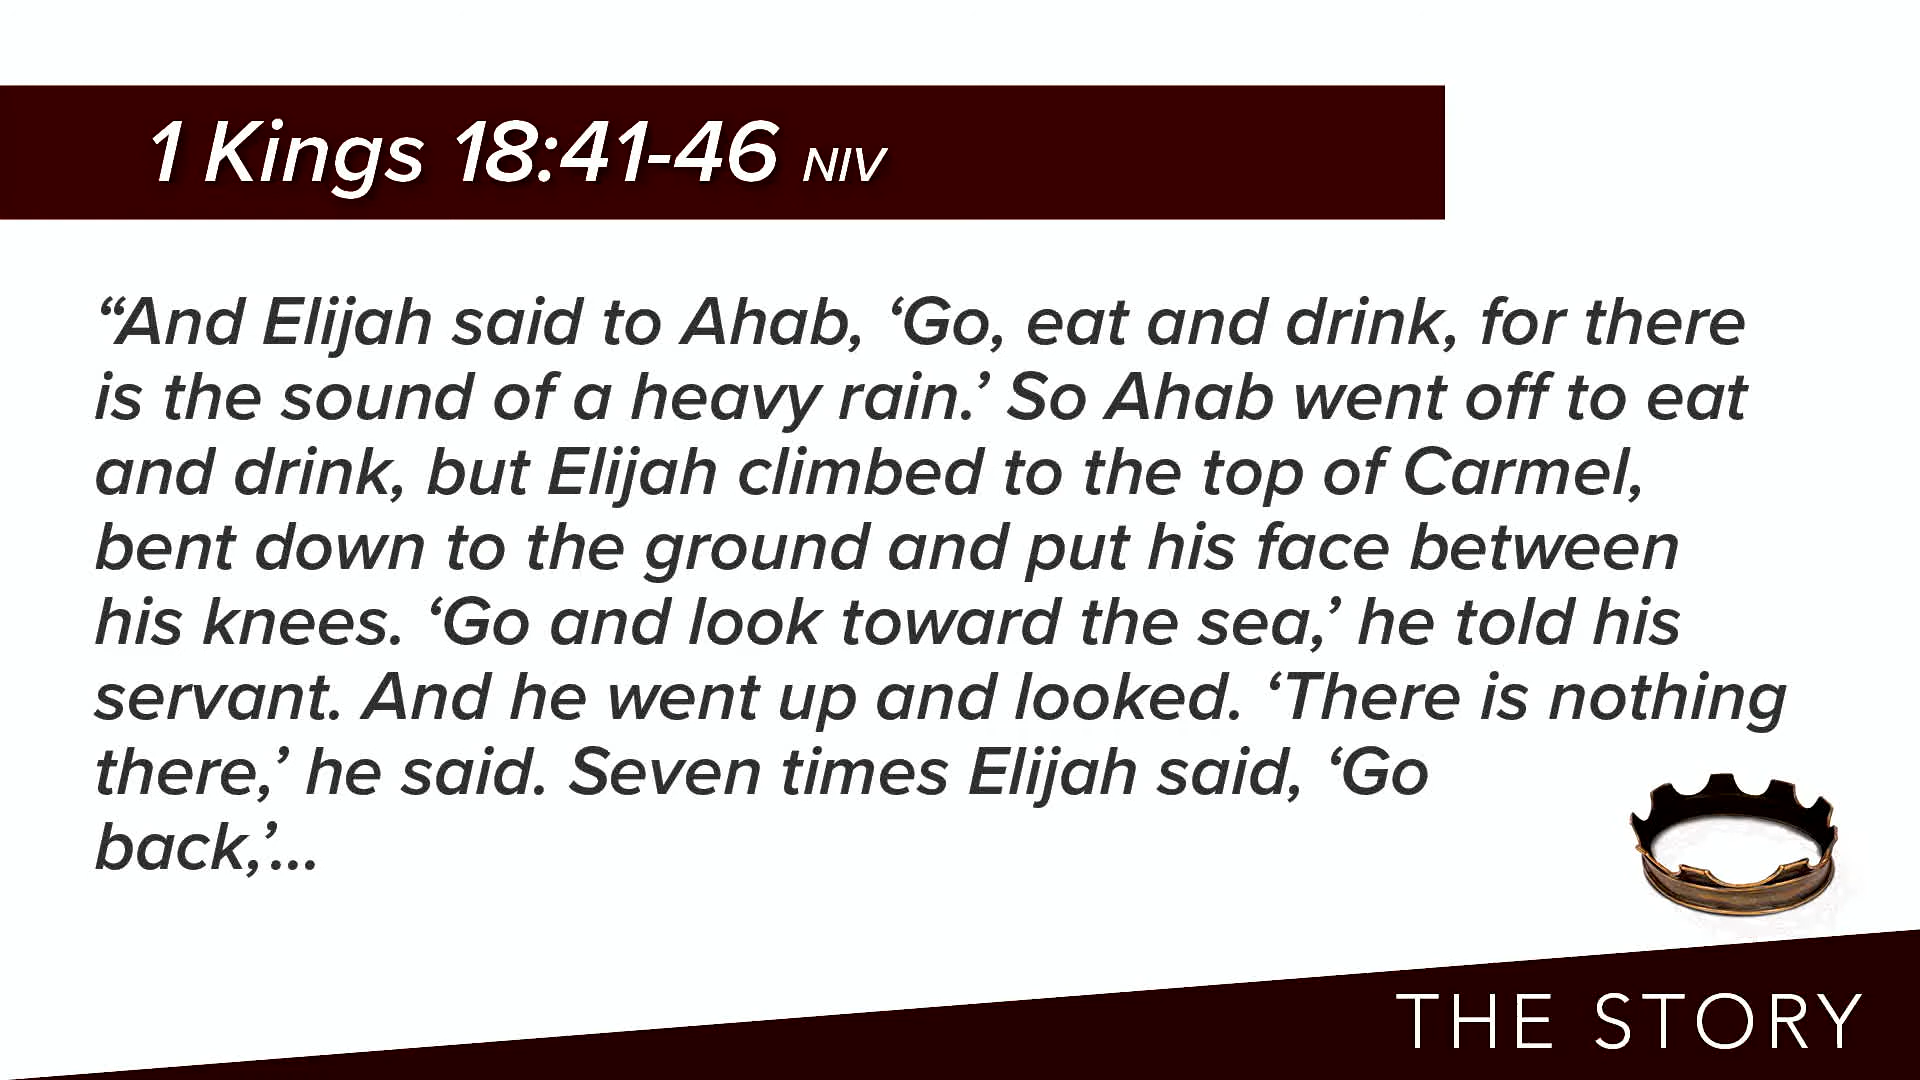 1 Kings 18:41-46 NIV
“And Elijah said to Ahab, ‘Go, eat and drink, for there
is the sound of a heavy rain.’ So Ahab went off to eat
and drink, but Elijah climbed to the top of Carmel,
bent down to the ground and put his face between
his knees. ‘Go and look toward the sea,’ he told his
servant. And he went up and looked. ‘There is nothing
there,’ he said. Seven times Elijah said, ‘Go
back,’...
THE STORY